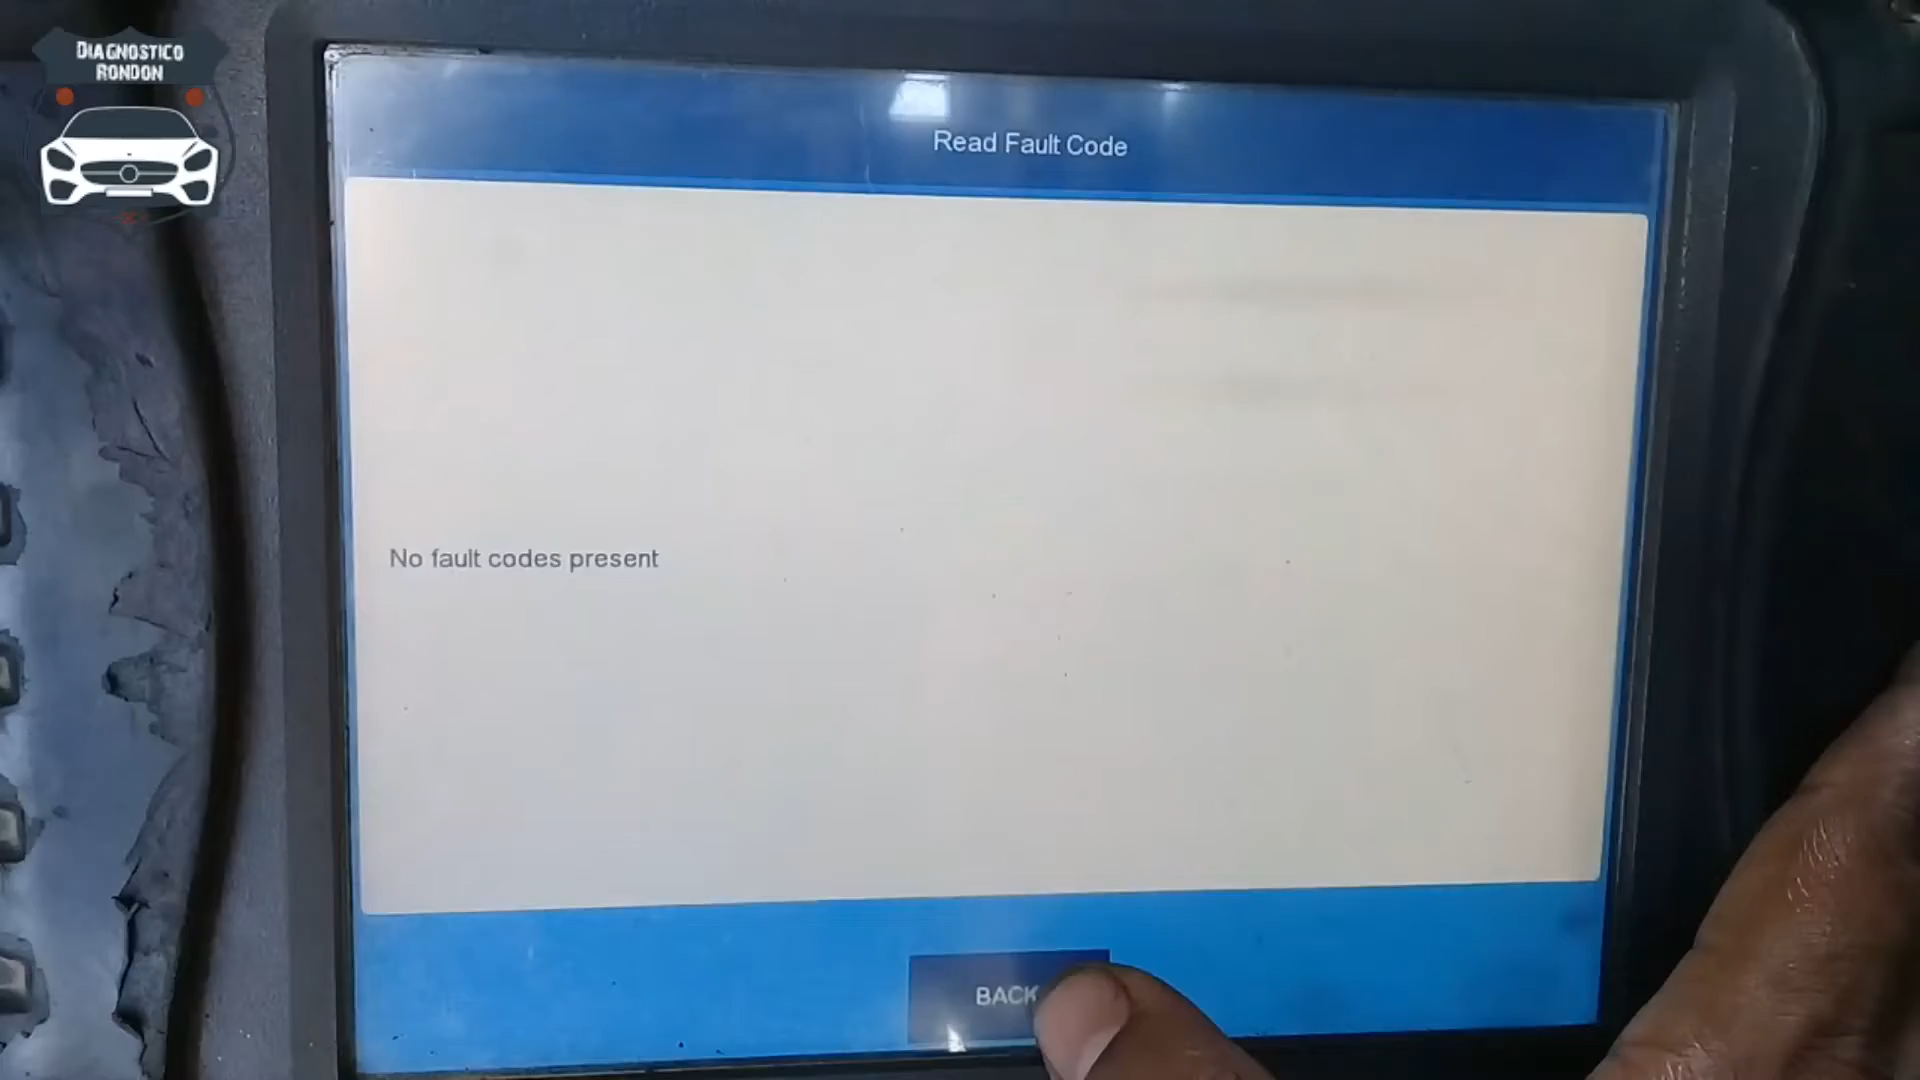 DIAGNOSTICO
RONDON
Read Fault Code
No fault codes present
BACK